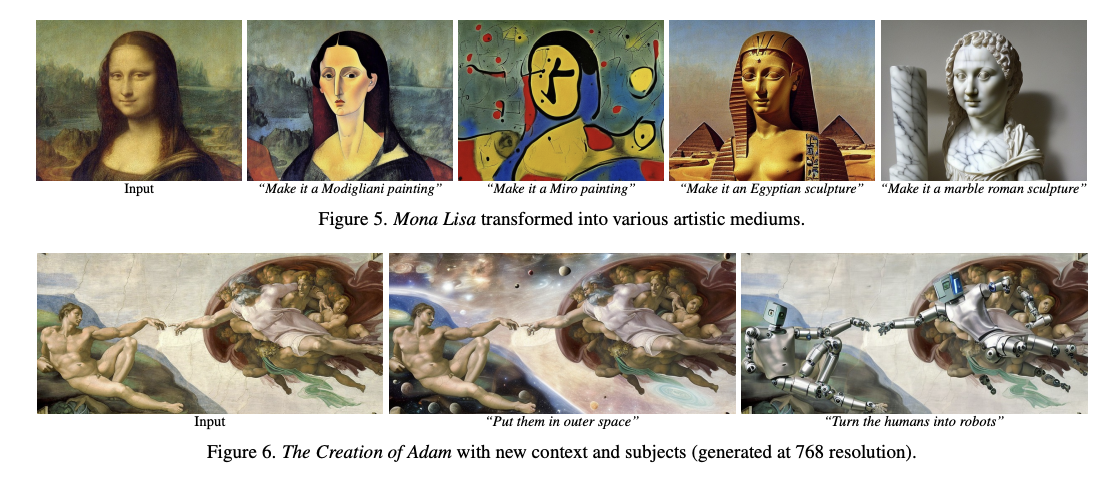 Input
“Make it a Modigliani painting”
“Make it a Miro painting”
“Make it an Egyptian sculpture”
“Make it a marble roman sculpture”
Figure 5. Mona Lisa transformed into various artistic mediums.
Input
“Put them in outer space”
“Turn the humans into robots”
Figure 6. The Creation of Adam with new context and subjects (generated at 768 resolution).